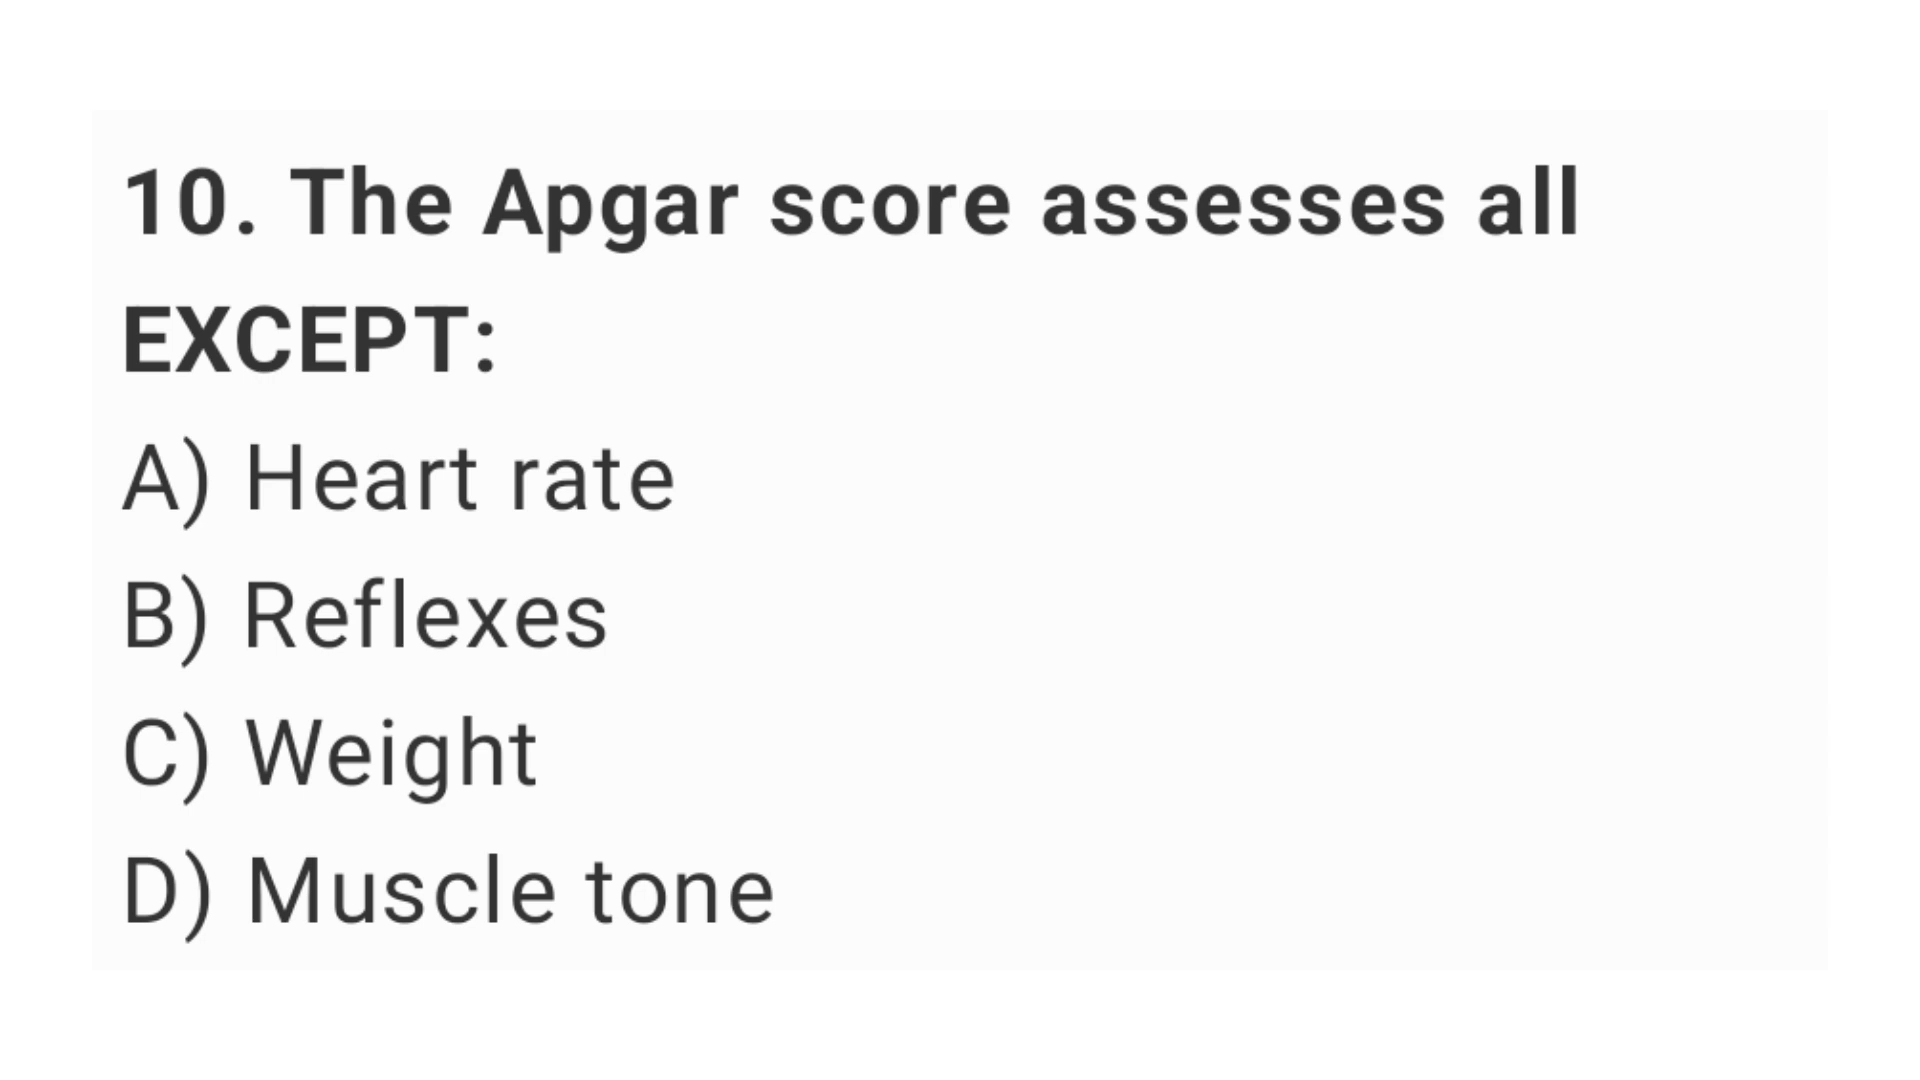 10. The Apgar score assesses all
EXCEPT:
A) Heart rate
B) Reflexes
C) Weight
D) Muscle tone